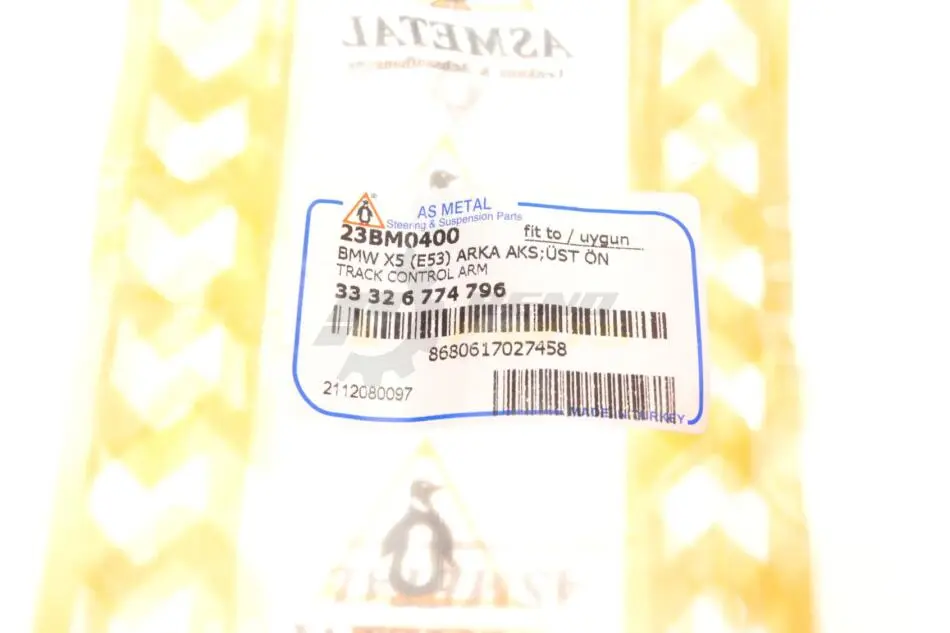 ASMETAL
AS METAL
Steering & Suspension Parts
23BM0400
fit to / uygun
BMW X5 (E53) ARKA AKS;ÜST ÖN
TRACK CONTROL ARM
33 32 6 774 796
8680617027458
2112080097
MADE IN TURKEY